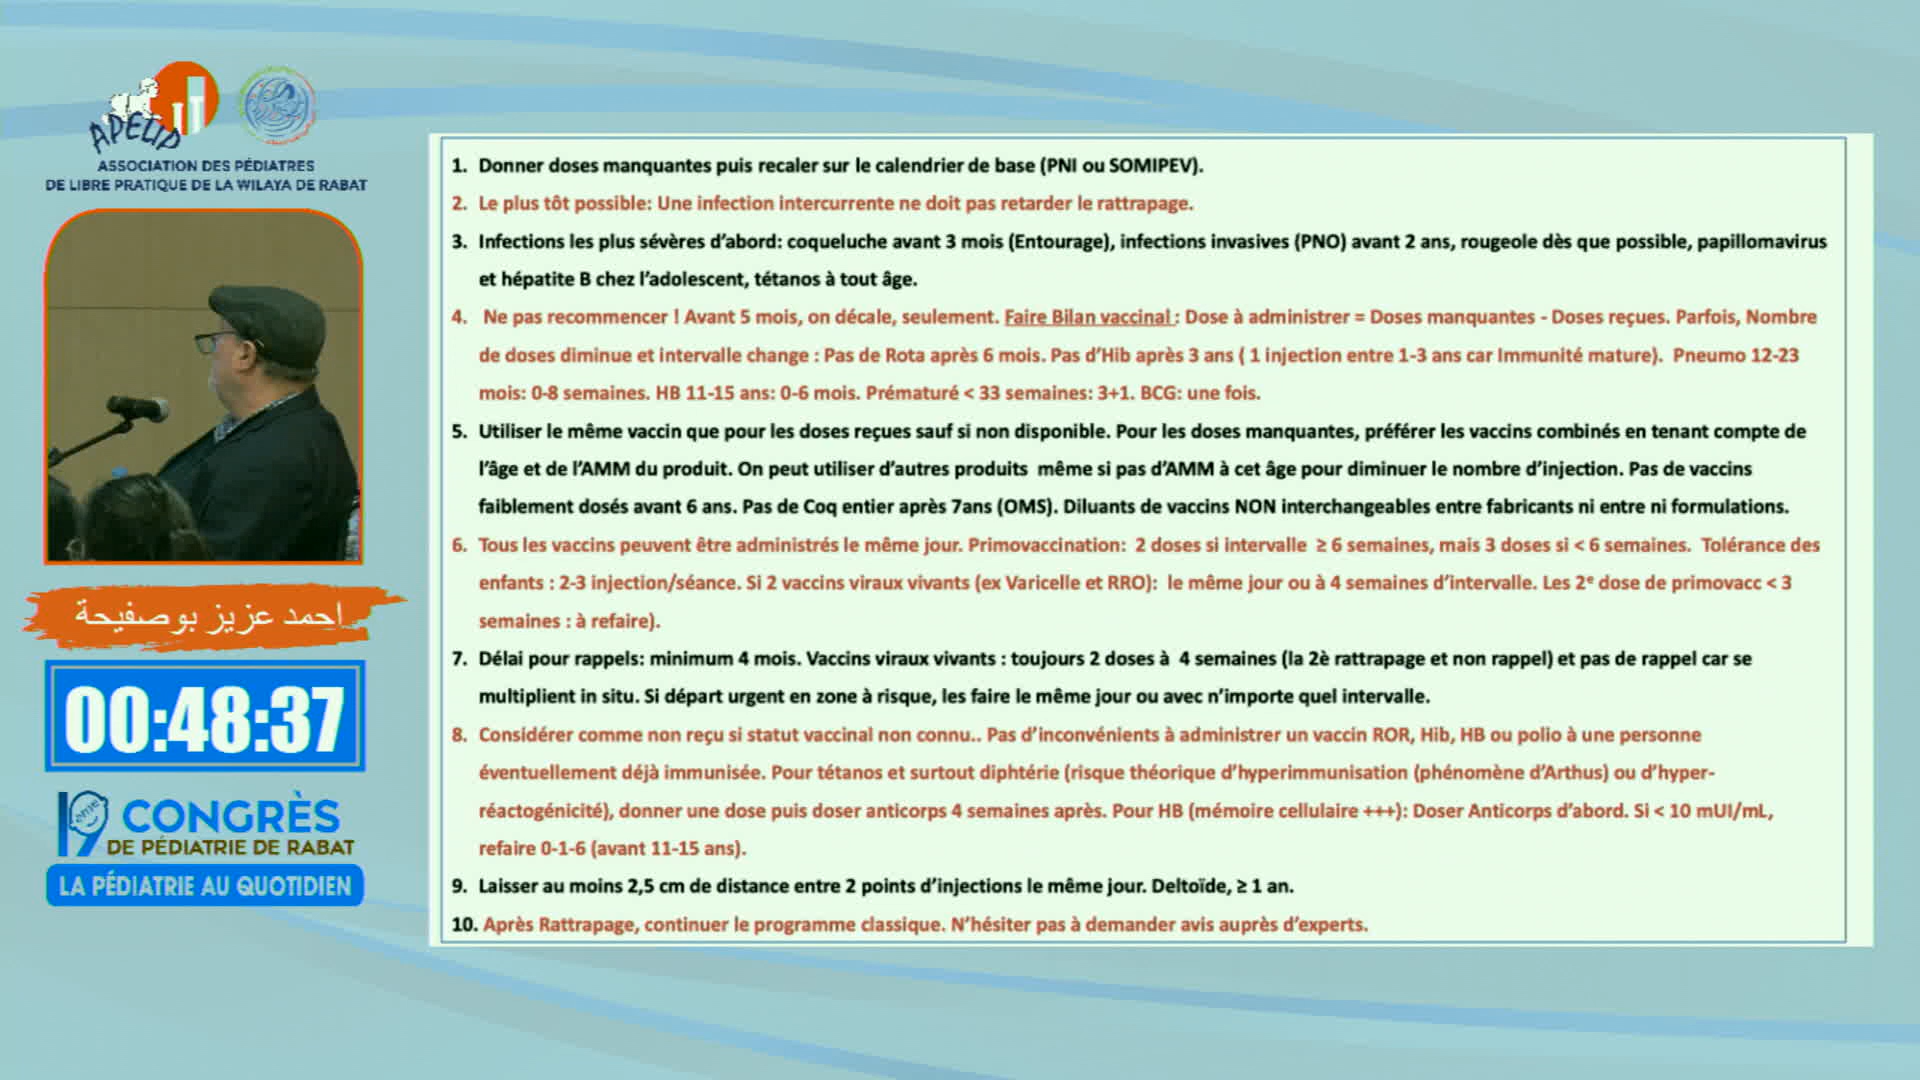 APELIP
ASSOCIATION DES PÉDIATRES
DE LIBRE PRATIQUE DE LA WILAYA DE RABAT
احمد عزيز بوصفيحة
00:48:37
19ème CONGRÈS
DE PÉDIATRIE DE RABAT
LA PÉDIATRIE AU QUOTIDIEN
1. Donner doses manquantes puis recaler sur le calendrier de base (PNI ou SOMIPEV).
2. Le plus tôt possible: Une infection intercurrente ne doit pas retarder le rattrapage.
3. Infections les plus sévères d’abord: coqueluche avant 3 mois (Entourage), infections invasives (PNO) avant 2 ans, rougeole dès que possible, papillomavirus
et hépatite B chez l’adolescent, tétanos à tout âge.
4. Ne pas recommencer ! Avant 5 mois, on décale, seulement. Faire Bilan vaccinal : Dose à administrer = Doses manquantes - Doses reçues. Parfois, Nombre
de doses diminue et intervalle change : Pas de Rota après 6 mois. Pas d’Hib après 3 ans ( 1 injection entre 1-3 ans car Immunité mature). Pneumo 12-23
mois: 0-8 semaines. HB 11-15 ans: 0-6 mois. Prématuré < 33 semaines: 3+1. BCG: une fois.
5. Utiliser le même vaccin que pour les doses reçues sauf si non disponible. Pour les doses manquantes, préférer les vaccins combinés en tenant compte de
l’âge et de l’AMM du produit. On peut utiliser d’autres produits même si pas d’AMM à cet âge pour diminuer le nombre d’injection. Pas de vaccins
faiblement dosés avant 6 ans. Pas de Coq entier après 7ans (OMS). Diluants de vaccins NON interchangeables entre fabricants ni entre ni formulations.
6. Tous les vaccins peuvent être administrés le même jour. Primovaccination: 2 doses si intervalle ≥ 6 semaines, mais 3 doses si < 6 semaines. Tolérance des
enfants : 2-3 injection/séance. Si 2 vaccins viraux vivants (ex Varicelle et RRO): le même jour ou à 4 semaines d’intervalle. Les 2ᵉ dose de primovacc < 3
semaines : à refaire).
7. Délai pour rappels: minimum 4 mois. Vaccins viraux vivants : toujours 2 doses à 4 semaines (la 2è rattrapage et non rappel) et pas de rappel car se
multiplient in situ. Si départ urgent en zone à risque, les faire le même jour ou avec n’importe quel intervalle.
8. Considérer comme non reçu si statut vaccinal non connu.. Pas d’inconvénients à administrer un vaccin ROR, Hib, HB ou polio à une personne
éventuellement déjà immunisée. Pour tétanos et surtout diphtérie (risque théorique d’hyperimmunisation (phénomène d’Arthus) ou d’hyper-
réactogénicité), donner une dose puis doser anticorps 4 semaines après. Pour HB (mémoire cellulaire +++): Doser Anticorps d’abord. Si < 10 mUI/mL,
refaire 0-1-6 (avant 11-15 ans).
9. Laisser au moins 2,5 cm de distance entre 2 points d’injections le même jour. Deltoïde, ≥ 1 an.
10. Après Rattrapage, continuer le programme classique. N’hésiter pas à demander avis auprès d’experts.